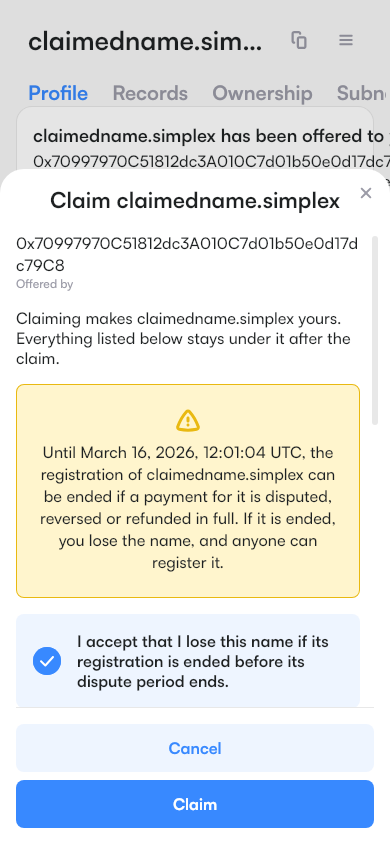 claimedname.sim...
Profile Records Ownership Subn
claimedname.simplex has been offered to
0x70997970C51812dc3A010C7d01b50e0d17dc7
Claim claimedname.simplex
0x70997970C51812dc3A010C7d01b50e0d17d
c79C8
Offered by
Claiming makes claimedname.simplex yours.
Everything listed below stays under it after the
claim.
Until March 16, 2026, 12:01:04 UTC, the
registration of claimedname.simplex can
be ended if a payment for it is disputed,
reversed or refunded in full. If it is ended,
you lose the name, and anyone can
register it.
I accept that I lose this name if its
registration is ended before its
dispute period ends.
Cancel
Claim